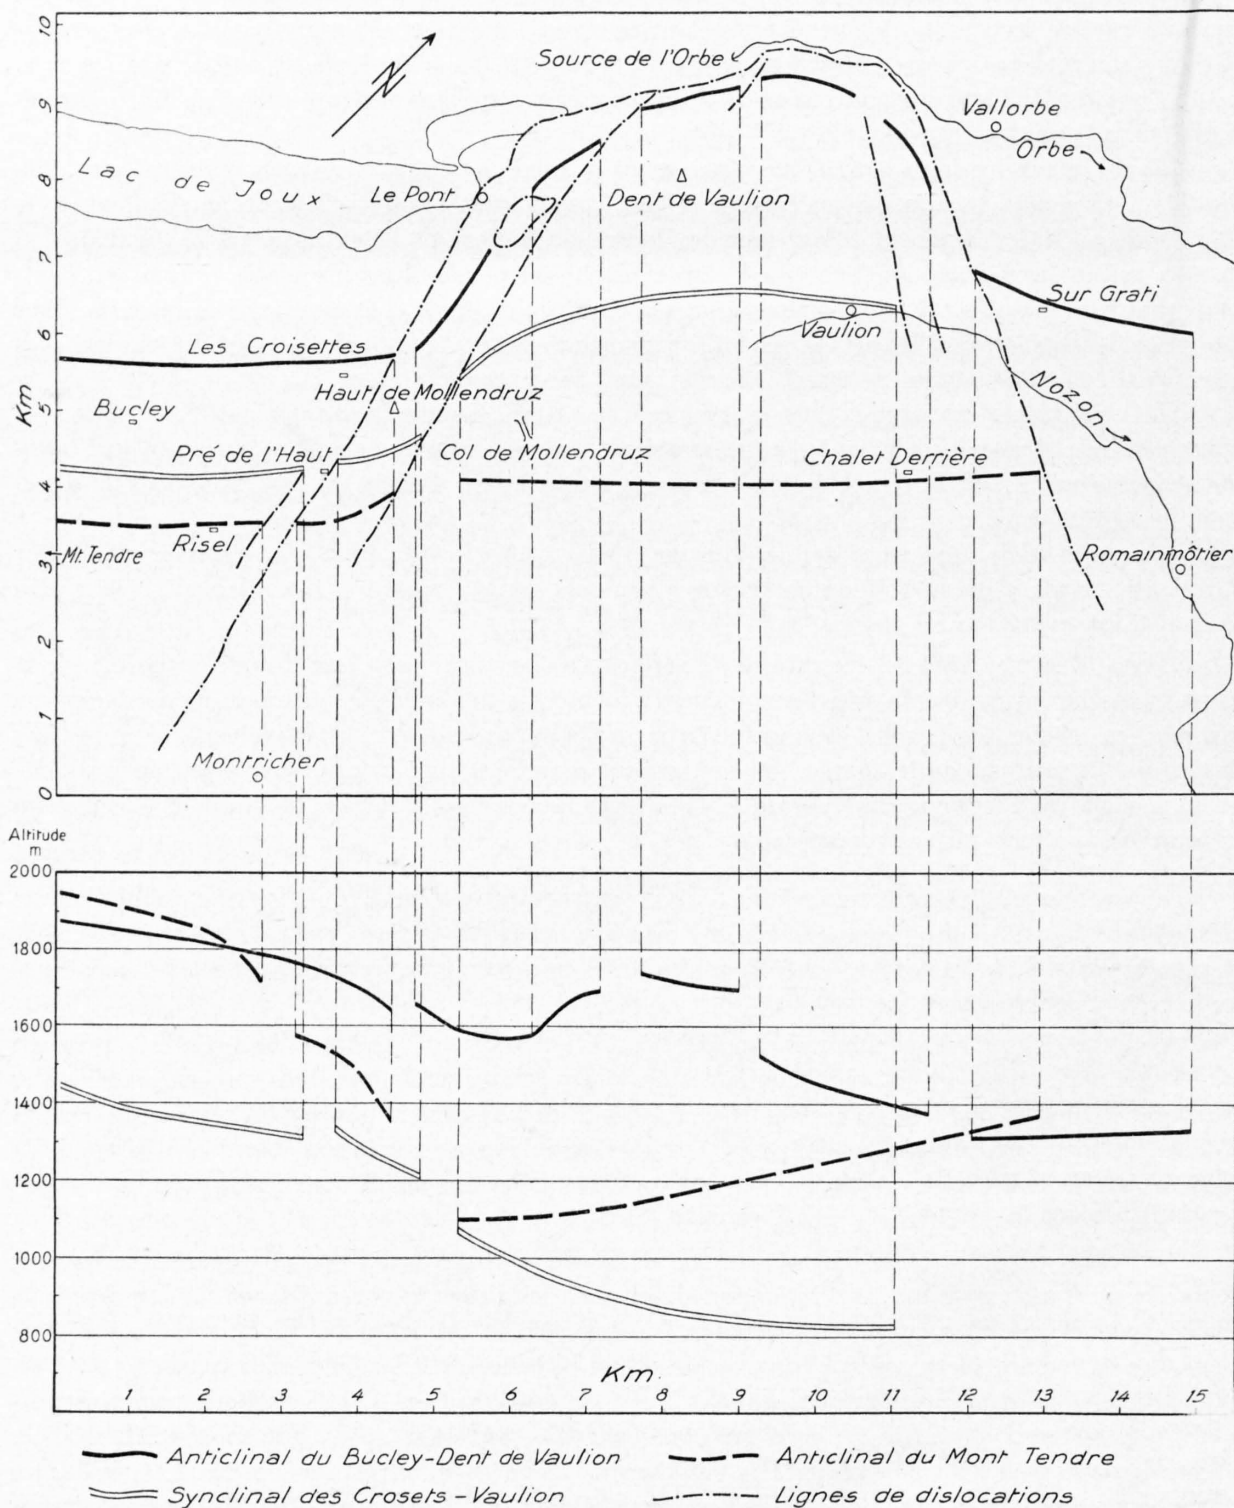 10
9
8
7
6
5
4
3
2
1
0
Km
N
Source de l'Orbe
Vallorbe
Orbe
Lac de Joux
Le Pont
Dent de Vaulion
Sur Grati
Les Croisettes
Vaulion
Haut de Mollendruz
Bucley
Nozon
Pré de l'Haut
Col de Mollendruz
Chalet Derrière
Risel
Mt. Tendre
Romainmôtier
Montricher
Altitude
m
2000
1800
1600
1400
1200
1000
800
Km.
1 2 3 4 5 6 7 8 9 10 11 12 13 14 15
Anticlinal du Bucley-Dent de Vaulion
Anticlinal du Mont Tendre
Synclinal des Crosets-Vaulion
Lignes de dislocations